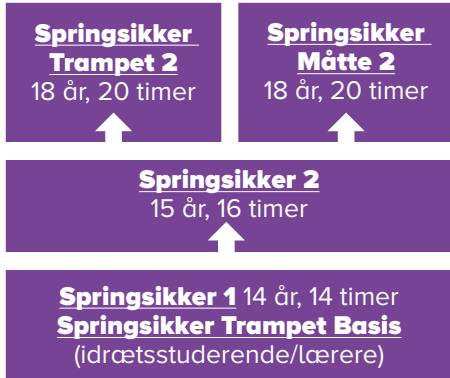 Springsikker
Trampet 2
18 år, 20 timer
Springsikker
Måtte 2
18 år, 20 timer
Springsikker 2
15 år, 16 timer
Springsikker 1 14 år, 14 timer
Springsikker Trampet Basis
(idrætsstuderende/lærere)